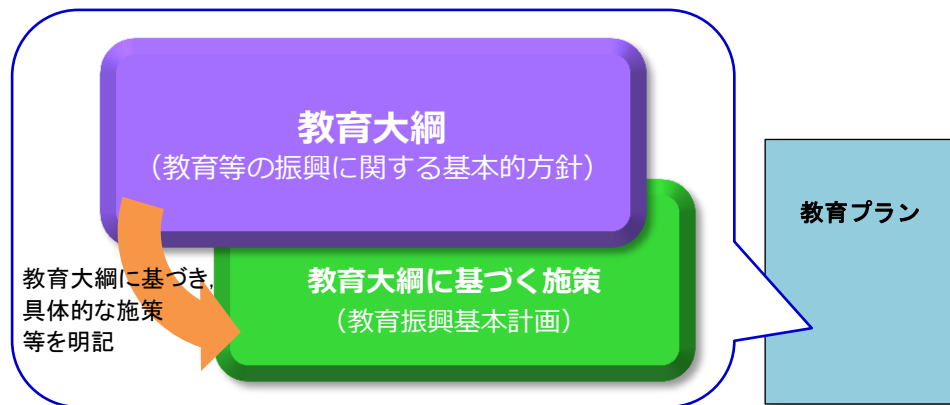 教育大綱
（教育等の振興に関する基本的方針）
教育プラン
教育大綱に基づき,
具体的な施策
等を明記
教育大綱に基づく施策
（教育振興基本計画）